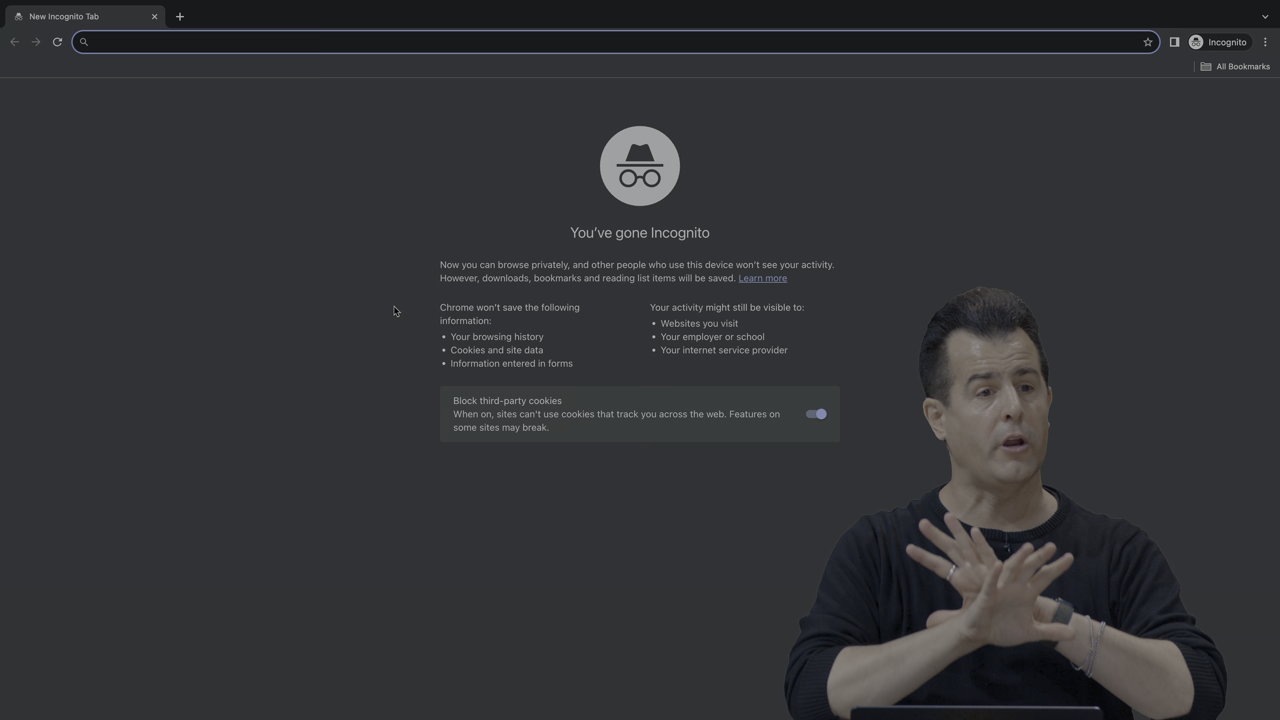 New Incognito Tab
Incognito
All Bookmarks
You've gone Incognito
Now you can browse privately, and other people who use this device won't see your activity.
However, downloads, bookmarks and reading list items will be saved. Learn more
Chrome won't save the following
information:
• Your browsing history
• Cookies and site data
• Information entered in forms
Your activity might still be visible to:
• Websites you visit
• Your employer or school
• Your internet service provider
Block third-party cookies
When on, sites can't use cookies that track you across the web. Features on
some sites may break.